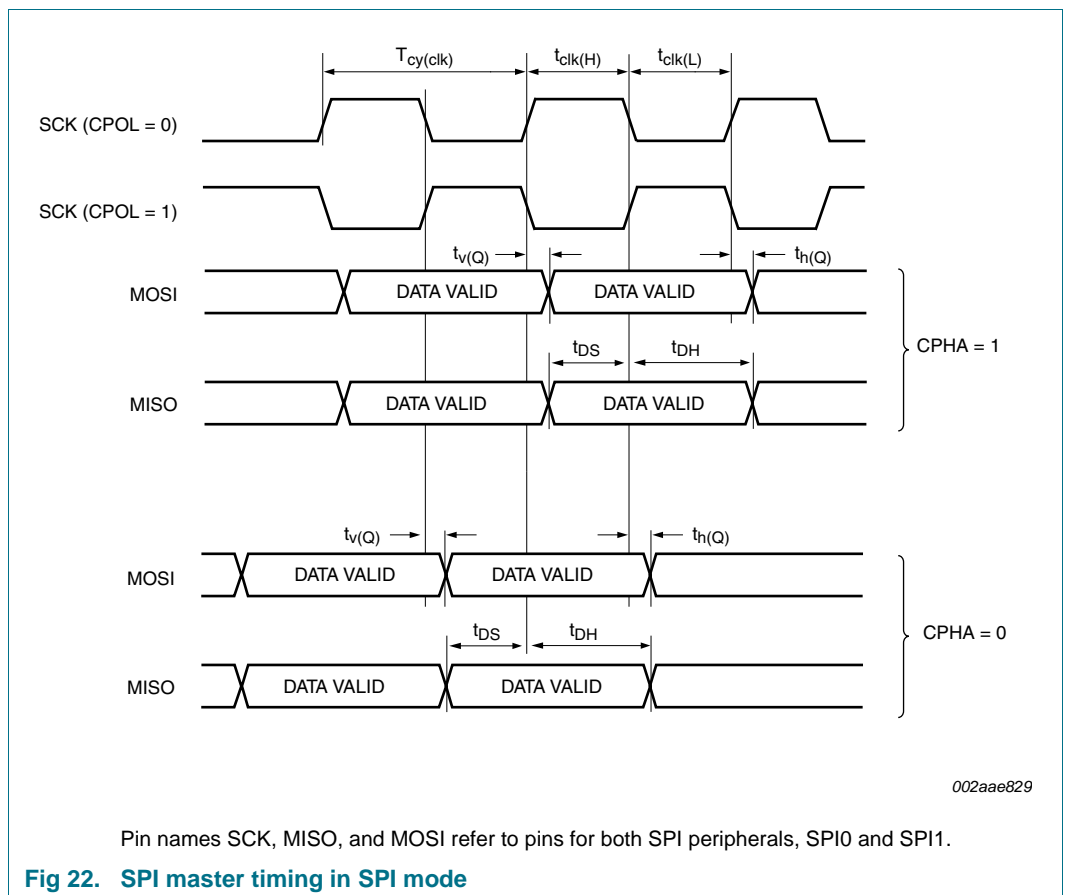 Tcy(clk) tclk(H) tclk(L)
SCK (CPOL = 0)
SCK (CPOL = 1)
tv(Q) th(Q)
MOSI DATA VALID DATA VALID
CPHA = 1
tDS tDH
MISO DATA VALID DATA VALID
tv(Q) th(Q)
MOSI DATA VALID DATA VALID
CPHA = 0
tDS tDH
MISO DATA VALID DATA VALID
002aae829
Pin names SCK, MISO, and MOSI refer to pins for both SPI peripherals, SPI0 and SPI1.
Fig 22. SPI master timing in SPI mode